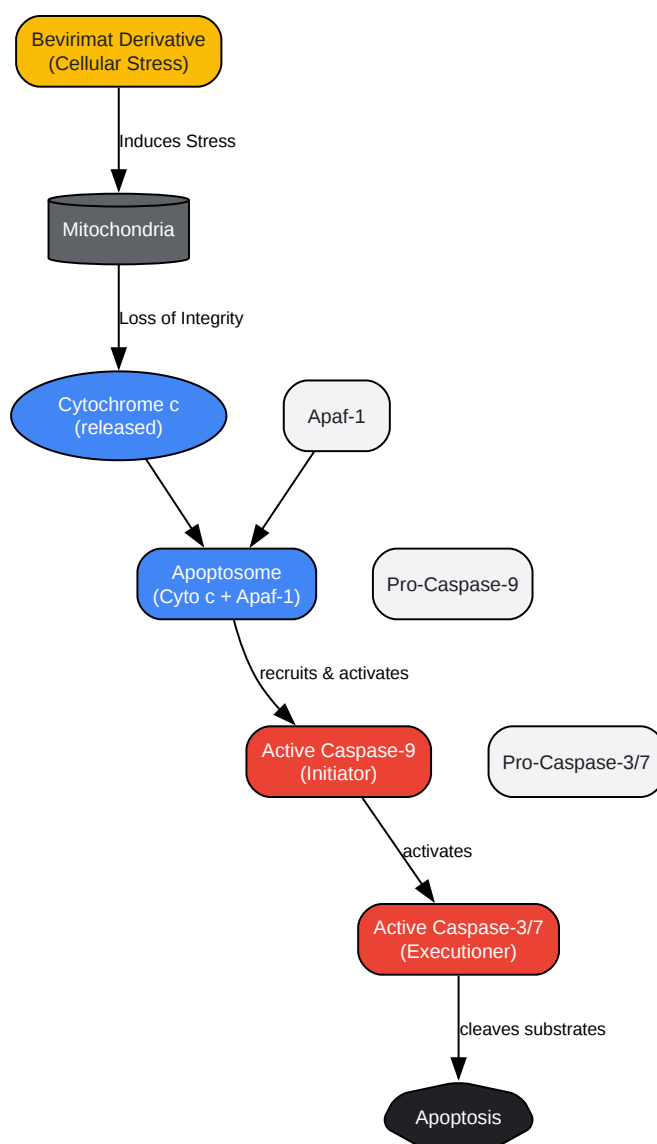 Bevirimat Derivative
(Cellular Stress)
Induces Stress
Mitochondria
Loss of Integrity
Cytochrome c
(released)
Apaf-1
Apoptosome
(Cyto c + Apaf-1)
Pro-Caspase-9
recruits & activates
Active Caspase-9
(Initiator)
Pro-Caspase-3/7
activates
Active Caspase-3/7
(Executioner)
cleaves substrates
Apoptosis